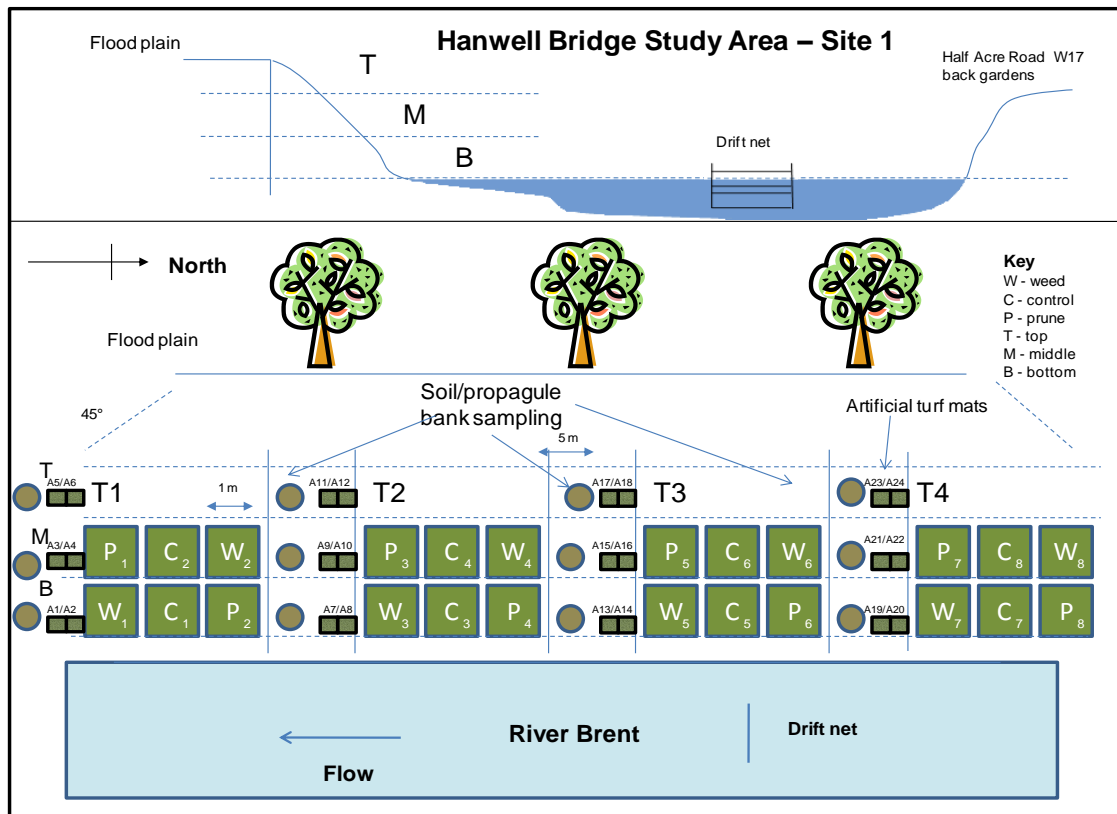 Hanwell Bridge Study Area – Site 1
Flood plain
T
M
B
Drift net
Half Acre Road W17
back gardens
North
Flood plain
Key
W - weed
C - control
P - prune
T - top
M - middle
B - bottom
45°
Soil/propagule
bank sampling
5 m
Artificial turf mats
T
A5/A6
T1
1 m
A11/A12
T2
A17/A18
T3
A23/A24
T4
M
A3/A4
P1 C2 W2
A9/A10
P3 C4 W4
A15/A16
P5 C6 W6
A21/A22
P7 C8 W8
B
A1/A2
W1 C1 P2
A7/A8
W3 C3 P4
A13/A14
W5 C5 P6
A19/A20
W7 C7 P8
River Brent
Drift net
Flow